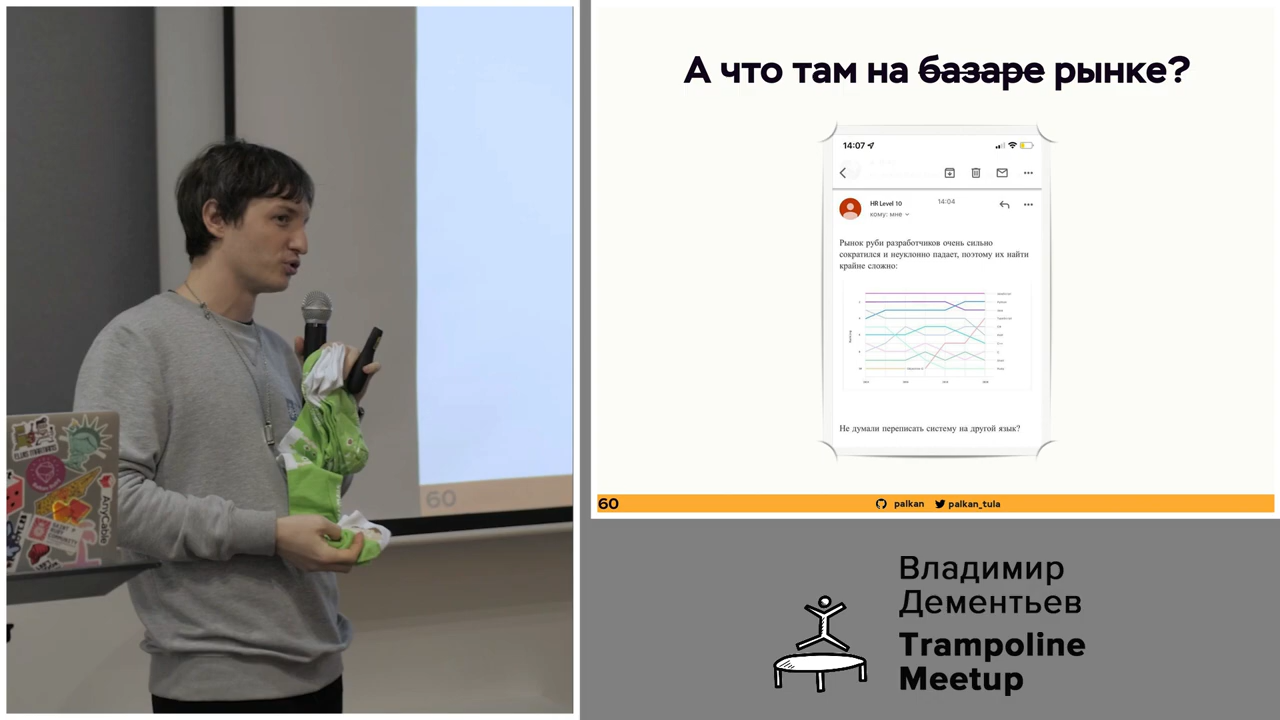 А что там на базаре рынке?
14:07
HR Level 10
14:04
кому: мне
Рынок руби разработчиков очень сильно
сократился и неуклонно падает, поэтому их найти
крайне сложно:
Не думали переписать систему на другой язык?
60
palkan
palkan_tula
60
AnyCable
Владимир
Дементьев
Trampoline
Meetup